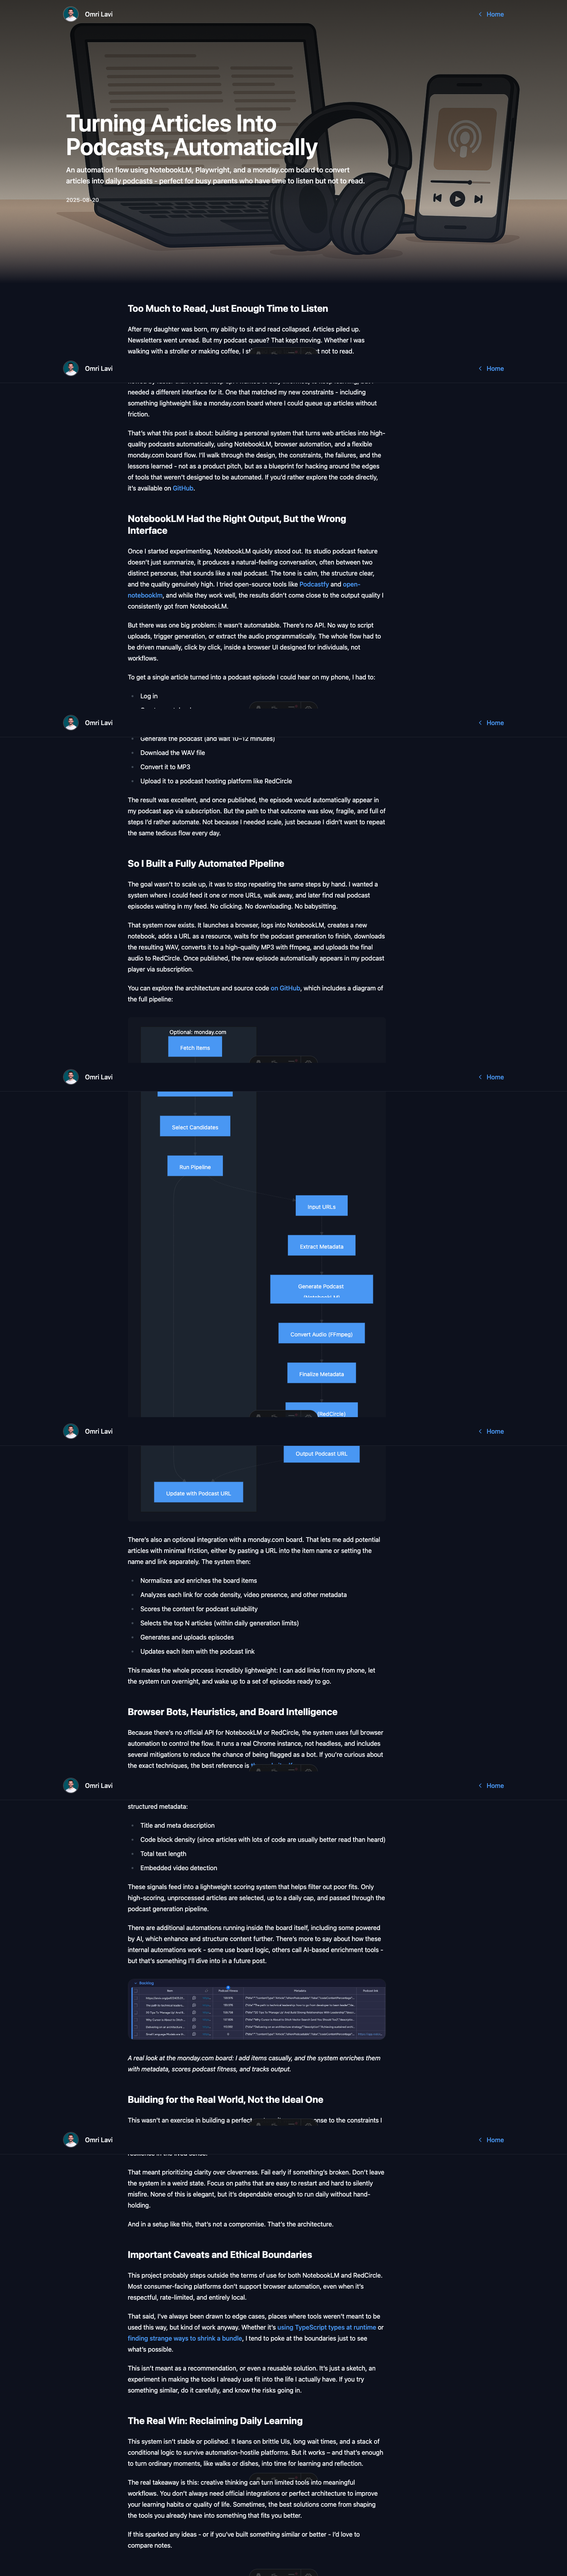 Omri Lavi
Home
Turning Articles Into
Podcasts, Automatically
An automation flow using NotebookLM, Playwright, and a monday.com board to convert
articles into daily podcasts - perfect for busy parents who have time to listen but not to read.
2025-08-20
Too Much to Read, Just Enough Time to Listen
After my daughter was born, my ability to sit and read collapsed. Articles piled up.
Newsletters went unread. But my podcast queue? That kept moving. Whether I was
walking with a stroller or making coffee, I not to read.
Omri Lavi
Home
needed a different interface for it. One that matched my new constraints - including
something lightweight like a monday.com board where I could queue up articles without
friction.
That's what this post is about: building a personal system that turns web articles into high-
quality podcasts automatically, using NotebookLM, browser automation, and a flexible
monday.com board flow. I'll walk through the design, the constraints, the failures, and the
lessons learned - not as a product pitch, but as a blueprint for hacking around the edges
of tools that weren't designed to be automated. If you'd rather explore the code directly,
it's available on GitHub.
NotebookLM Had the Right Output, But the Wrong
Interface
Once I started experimenting, NotebookLM quickly stood out. Its studio podcast feature
doesn't just summarize, it produces a natural-feeling conversation, often between two
distinct personas, that sounds like a real podcast. The tone is calm, the structure clear,
and the quality genuinely high. I tried open-source tools like Podcastfy and open-
notebooklm, and while they work well, the results didn't come close to the output quality I
consistently got from NotebookLM.
But there was one big problem: it wasn't automatable. There's no API. No way to script
uploads, trigger generation, or extract the audio programmatically. The whole flow had to
be driven manually, click by click, inside a browser UI designed for individuals, not
workflows.
To get a single article turned into a podcast episode I could hear on my phone, I had to:
Log in
Omri Lavi
Home
Generate the podcast (and wait 10–12 minutes)
Download the WAV file
Convert it to MP3
Upload it to a podcast hosting platform like RedCircle
The result was excellent, and once published, the episode would automatically appear in
my podcast app via subscription. But the path to that outcome was slow, fragile, and full of
steps I'd rather automate. Not because I needed scale, just because I didn't want to repeat
the same tedious flow every day.
So I Built a Fully Automated Pipeline
The goal wasn't to scale up, it was to stop repeating the same steps by hand. I wanted a
system where I could feed it one or more URLs, walk away, and later find real podcast
episodes waiting in my feed. No clicking. No downloading. No babysitting.
That system now exists. It launches a browser, logs into NotebookLM, creates a new
notebook, adds a URL as a resource, waits for the podcast generation to finish, downloads
the resulting WAV, converts it to a high-quality MP3 with ffmpeg, and uploads the final
audio to RedCircle. Once published, the new episode automatically appears in my podcast
player via subscription.
You can explore the architecture and source code on GitHub, which includes a diagram of
the full pipeline:
Optional: monday.com
Fetch Items
Omri Lavi
Home
Select Candidates
Run Pipeline
Input URLs
Extract Metadata
Generate Podcast
Convert Audio (FFmpeg)
Finalize Metadata
(RedCircle)
Omri Lavi
Home
Output Podcast URL
Update with Podcast URL
There's also an optional integration with a monday.com board. That lets me add potential
articles with minimal friction, either by pasting a URL into the item name or setting the
name and link separately. The system then:
Normalizes and enriches the board items
Analyzes each link for code density, video presence, and other metadata
Scores the content for podcast suitability
Selects the top N articles (within daily generation limits)
Generates and uploads episodes
Updates each item with the podcast link
This makes the whole process incredibly lightweight: I can add links from my phone, let
the system run overnight, and wake up to a set of episodes ready to go.
Browser Bots, Heuristics, and Board Intelligence
Because there's no official API for NotebookLM or RedCircle, the system uses full browser
automation to control the flow. It runs a real Chrome instance, not headless, and includes
several mitigations to reduce the chance of being flagged as a bot. If you're curious about
the exact techniques, the best reference is
Omri Lavi
Home
structured metadata:
Title and meta description
Code block density (since articles with lots of code are usually better read than heard)
Total text length
Embedded video detection
These signals feed into a lightweight scoring system that helps filter out poor fits. Only
high-scoring, unprocessed articles are selected, up to a daily cap, and passed through the
podcast generation pipeline.
There are additional automations running inside the board itself, including some powered
by AI, which enhance and structure content further. There's more to say about how these
internal automations work - some use board logic, others call AI-based enrichment tools -
but that's something I'll dive into in a future post.
A real look at the monday.com board: I add items casually, and the system enriches them
with metadata, scores podcast fitness, and tracks output.
Building for the Real World, Not the Ideal One
This wasn't an exercise in building a perfect to the constraints I
Omri Lavi
Home
That meant prioritizing clarity over cleverness. Fail early if something's broken. Don't leave
the system in a weird state. Focus on paths that are easy to restart and hard to silently
misfire. None of this is elegant, but it's dependable enough to run daily without hand-
holding.
And in a setup like this, that's not a compromise. That's the architecture.
Important Caveats and Ethical Boundaries
This project probably steps outside the terms of use for both NotebookLM and RedCircle.
Most consumer-facing platforms don't support browser automation, even when it's
respectful, rate-limited, and entirely local.
That said, I've always been drawn to edge cases, places where tools weren't meant to be
used this way, but kind of work anyway. Whether it's using TypeScript types at runtime or
finding strange ways to shrink a bundle, I tend to poke at the boundaries just to see
what's possible.
This isn't meant as a recommendation, or even a reusable solution. It's just a sketch, an
experiment in making the tools I already use fit into the life I actually have. If you try
something similar, do it carefully, and know the risks going in.
The Real Win: Reclaiming Daily Learning
This system isn't stable or polished. It leans on brittle UIs, long wait times, and a stack of
conditional logic to survive automation-hostile platforms. But it works – and that's enough
to turn ordinary moments, like walks or dishes, into time for learning and reflection.
The real takeaway is this: creative thinking can turn limited tools into meaningful
workflows. You don't always need official integrations or perfect architecture to improve
your learning habits or quality of life. Sometimes, the best solutions come from shaping
the tools you already have into something that fits you better.
If this sparked any ideas - or if you've built something similar or better - I'd love to
compare notes.